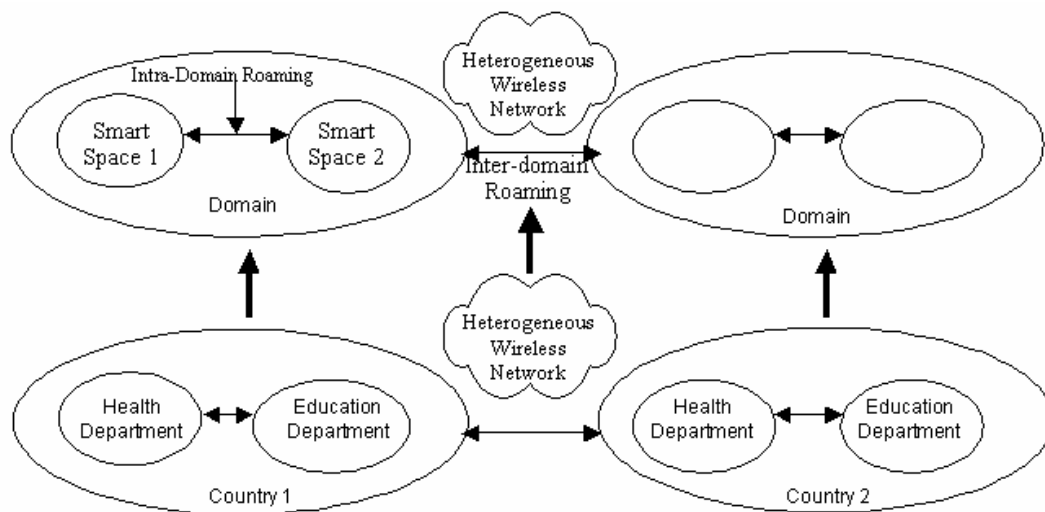 Heterogeneous
Wireless
Network
Intra-Domain Roaming
Smart
Space 1
Smart
Space 2
Domain
Inter-domain
Roaming
Domain
Heterogeneous
Wireless
Network
Health
Department
Education
Department
Country 1
Health
Department
Education
Department
Country 2